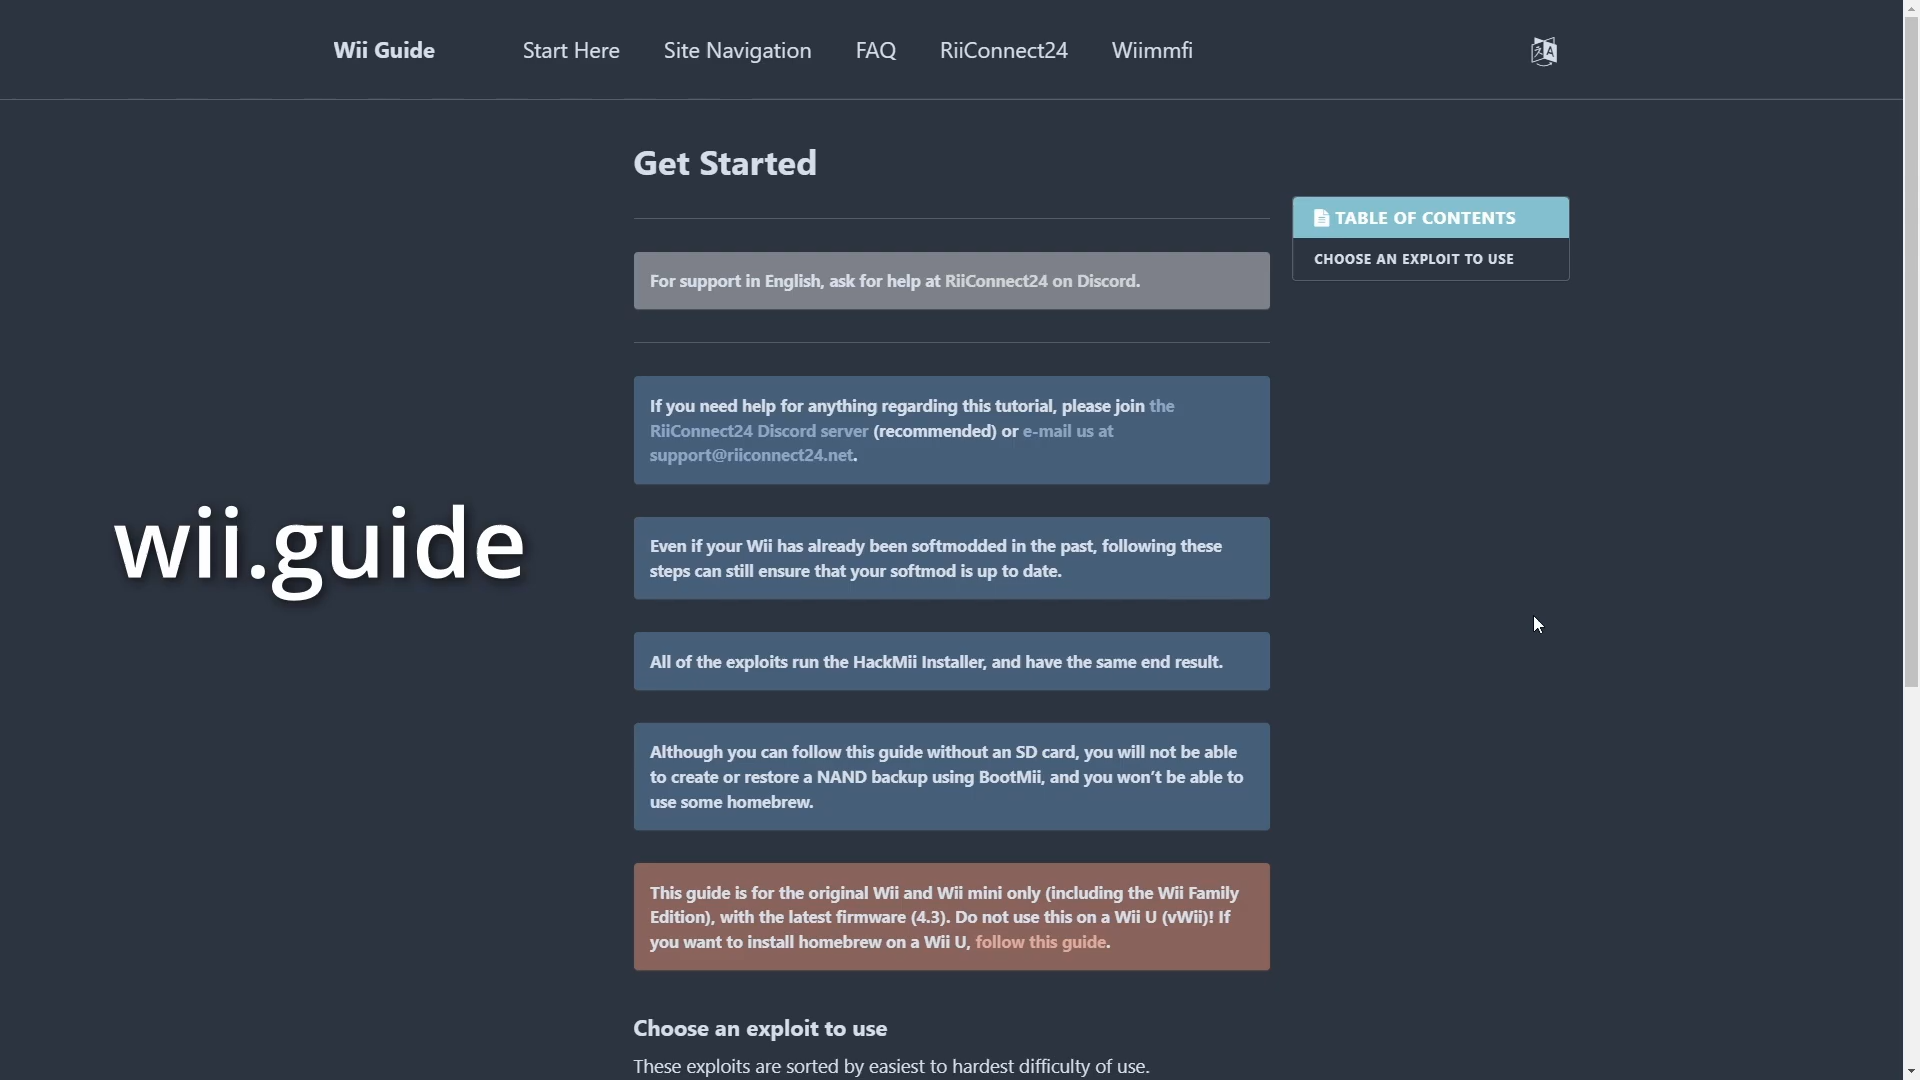 Wii Guide
Start Here
Site Navigation
FAQ
RiiConnect24
Wiimmfi
Get Started
TABLE OF CONTENTS
CHOOSE AN EXPLOIT TO USE
For support in English, ask for help at RiiConnect24 on Discord.
If you need help for anything regarding this tutorial, please join the
RiiConnect24 Discord server (recommended) or e-mail us at
support@riiconnect24.net.
wii.guide
Even if your Wii has already been softmodded in the past, following these
steps can still ensure that your softmod is up to date.
All of the exploits run the HackMii Installer, and have the same end result.
Although you can follow this guide without an SD card, you will not be able
to create or restore a NAND backup using BootMii, and you won’t be able to
use some homebrew.
This guide is for the original Wii and Wii mini only (including the Wii Family
Edition), with the latest firmware (4.3). Do not use this on a Wii U (vWii)! If
you want to install homebrew on a Wii U, follow this guide.
Choose an exploit to use
These exploits are sorted by easiest to hardest difficulty of use.